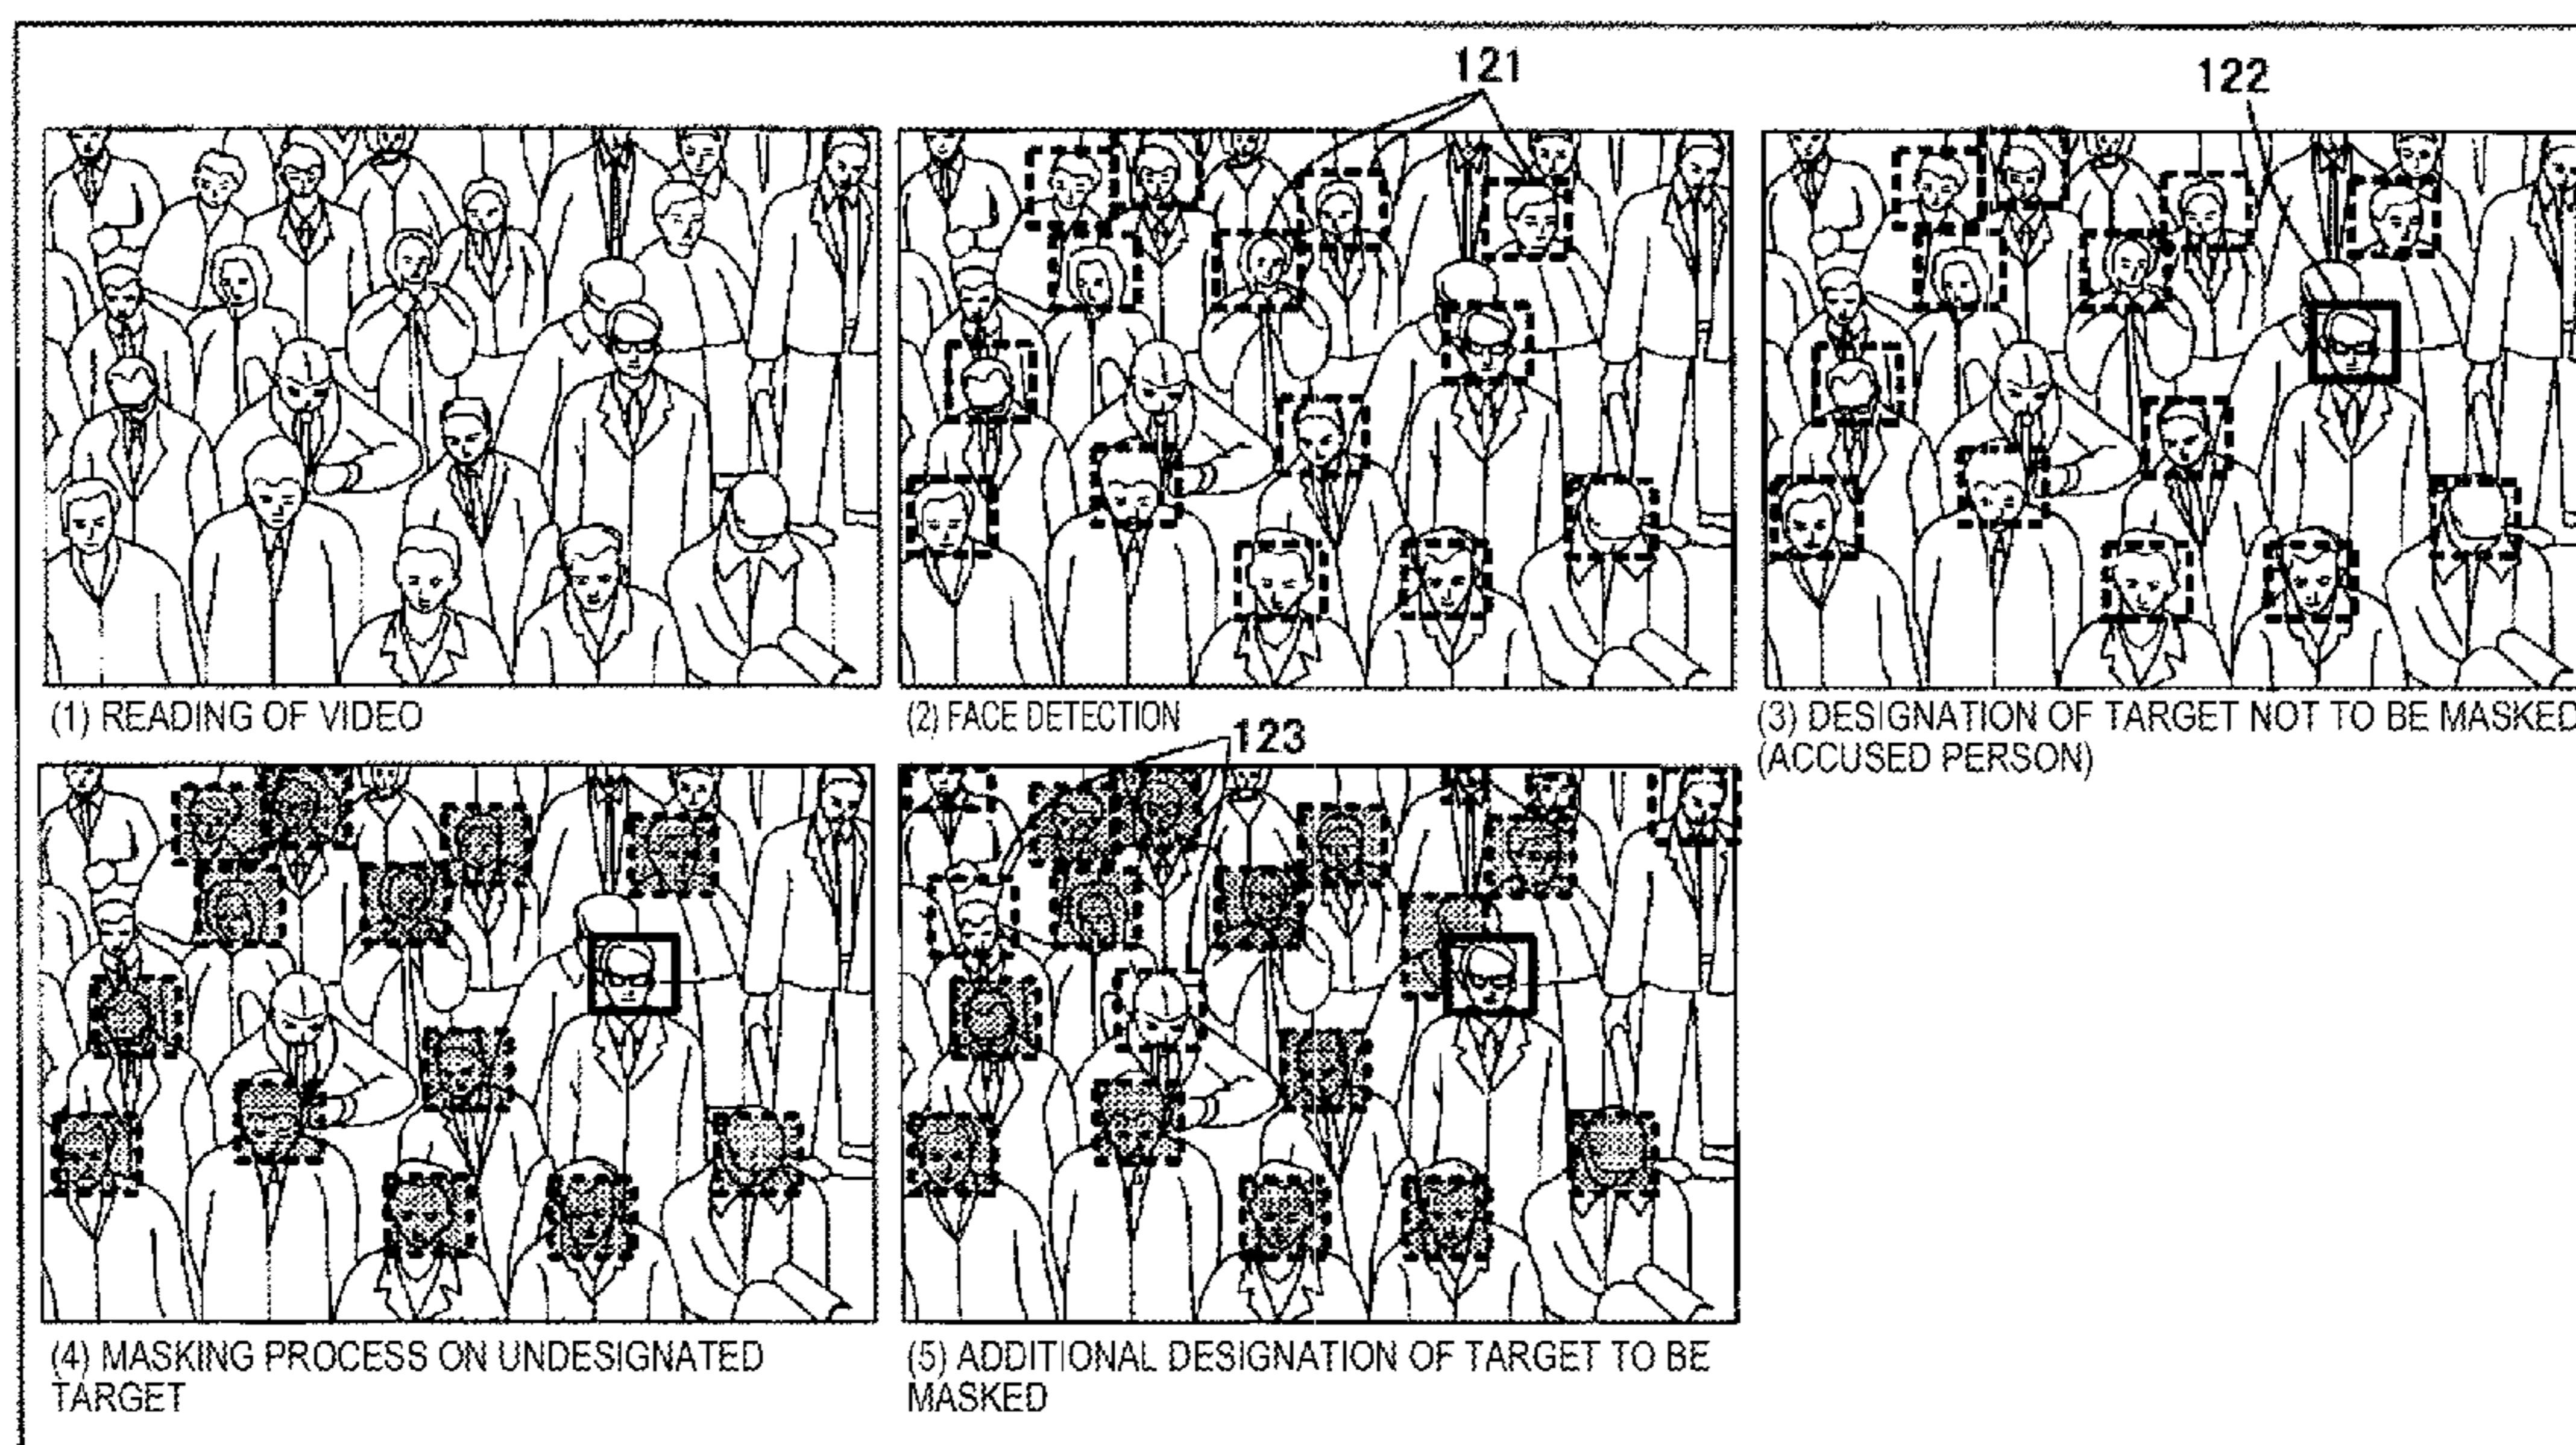 121
122
(1) READING OF VIDEO
(2) FACE DETECTION
(3) DESIGNATION OF TARGET NOT TO BE MASKED
(ACCUSED PERSON)
123
(4) MASKING PROCESS ON UNDESIGNATED
TARGET
(5) ADDITIONAL DESIGNATION OF TARGET TO BE
MASKED